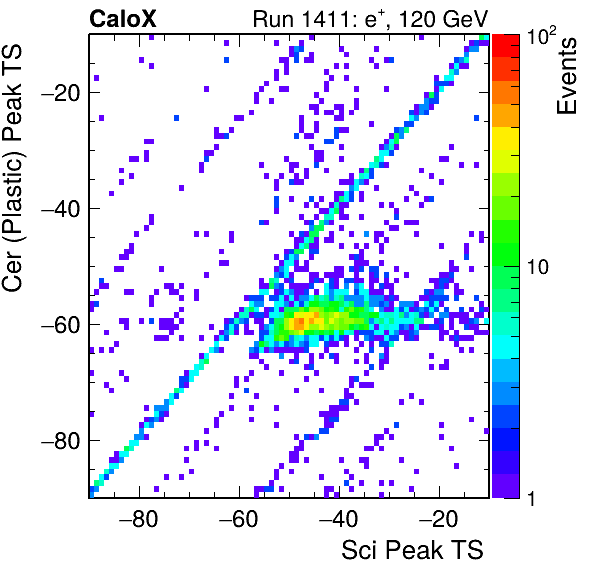 CaloX
Run 1411: e+, 120 GeV
Cer (Plastic) Peak TS
−20
−40
−60
−80
−80
−60
−40
−20
Sci Peak TS
10²
10
1
Events